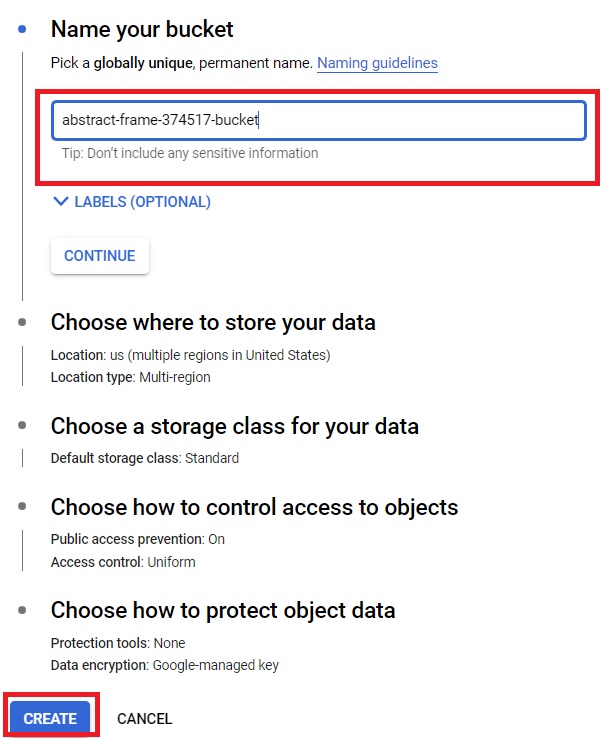 Name your bucket
Pick a globally unique, permanent name. Naming guidelines
abstract-frame-374517-bucket
Tip: Don't include any sensitive information
LABELS (OPTIONAL)
CONTINUE
Choose where to store your data
Location: us (multiple regions in United States)
Location type: Multi-region
Choose a storage class for your data
Default storage class: Standard
Choose how to control access to objects
Public access prevention: On
Access control: Uniform
Choose how to protect object data
Protection tools: None
Data encryption: Google-managed key
CREATE CANCEL